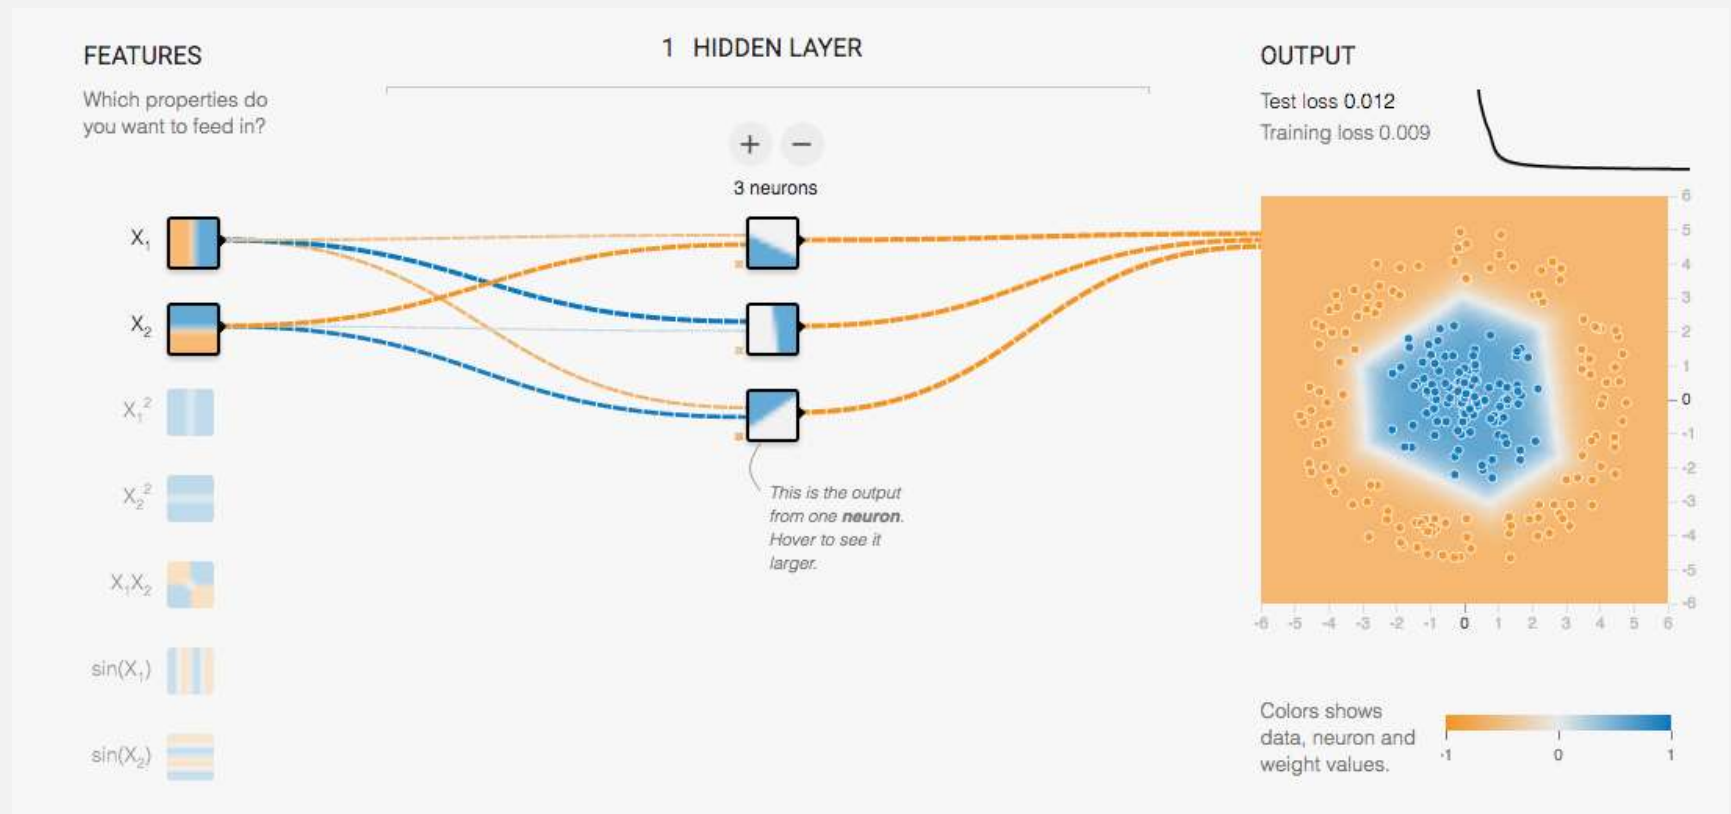 FEATURES
Which properties do
you want to feed in?
1 HIDDEN LAYER
+ −
3 neurons
OUTPUT
Test loss 0.012
Training loss 0.009
X₁
X₂
X₁²
X₂²
X₁X₂
sin(X₁)
sin(X₂)
This is the output
from one neuron.
Hover to see it
larger.
6
5
4
3
2
1
0
-1
-2
-3
-4
-5
-6
-6 -5 -4 -3 -2 -1 0 1 2 3 4 5 6
Colors shows
data, neuron and
weight values.
-1 0 1